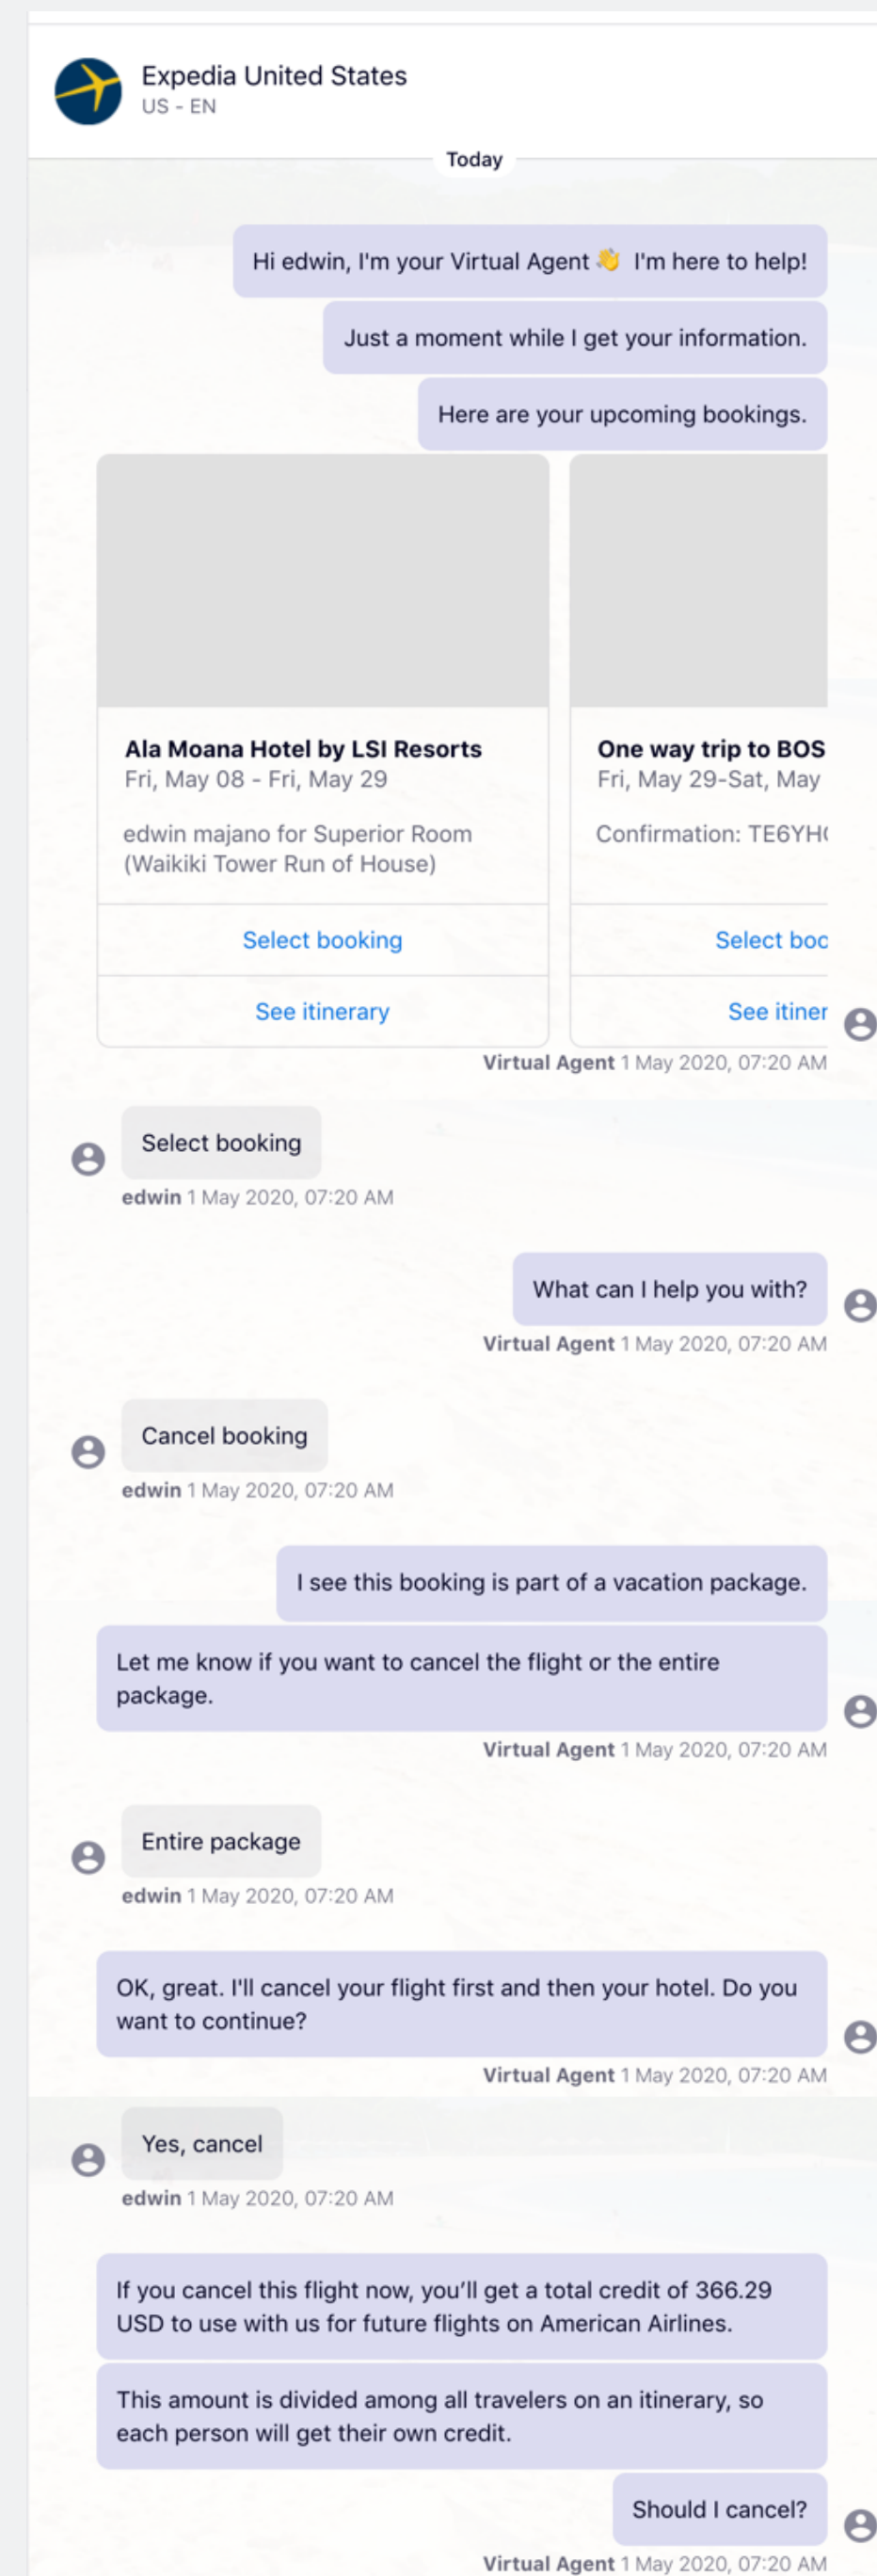 Expedia United States
US - EN
Today
Hi edwin, I'm your Virtual Agent 👋 I'm here to help!
Just a moment while I get your information.
Here are your upcoming bookings.
Ala Moana Hotel by LSI Resorts
Fri, May 08 - Fri, May 29
edwin majano for Superior Room
(Waikiki Tower Run of House)
Select booking
See itinerary
One way trip to BOS
Fri, May 29-Sat, May
Confirmation: TE6YH
Select boo
See itiner
Virtual Agent 1 May 2020, 07:20 AM
Select booking
edwin 1 May 2020, 07:20 AM
What can I help you with?
Virtual Agent 1 May 2020, 07:20 AM
Cancel booking
edwin 1 May 2020, 07:20 AM
I see this booking is part of a vacation package.
Let me know if you want to cancel the flight or the entire
package.
Virtual Agent 1 May 2020, 07:20 AM
Entire package
edwin 1 May 2020, 07:20 AM
OK, great. I'll cancel your flight first and then your hotel. Do you
want to continue?
Virtual Agent 1 May 2020, 07:20 AM
Yes, cancel
edwin 1 May 2020, 07:20 AM
If you cancel this flight now, you’ll get a total credit of 366.29
USD to use with us for future flights on American Airlines.
This amount is divided among all travelers on an itinerary, so
each person will get their own credit.
Should I cancel?
Virtual Agent 1 May 2020, 07:20 AM